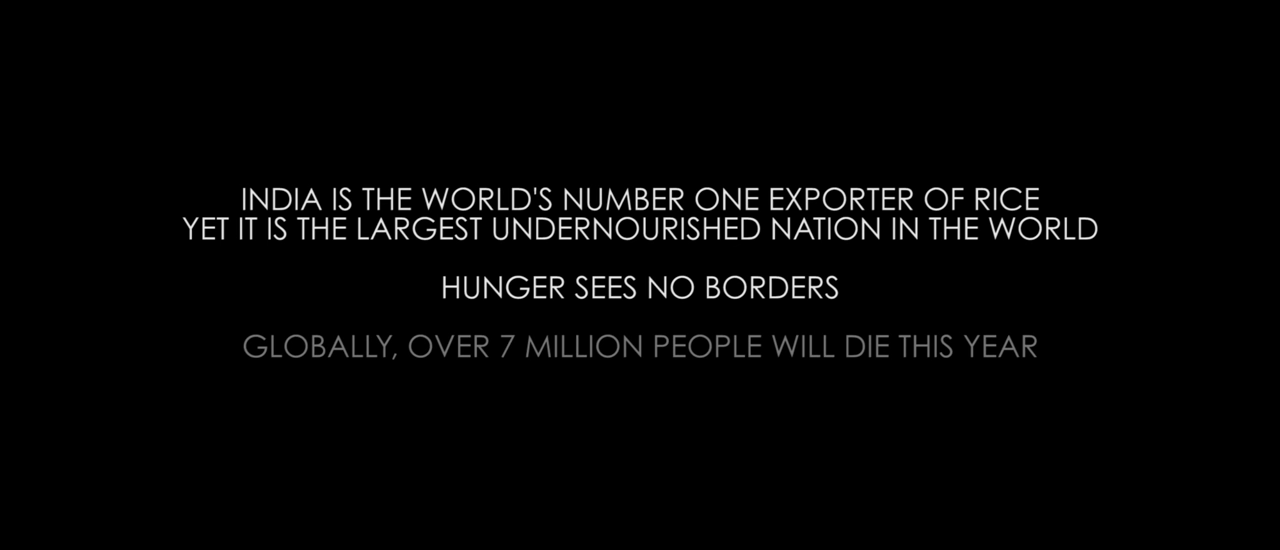 INDIA IS THE WORLD'S NUMBER ONE EXPORTER OF RICE
YET IT IS THE LARGEST UNDERNOURISHED NATION IN THE WORLD
HUNGER SEES NO BORDERS
GLOBALLY, OVER 7 MILLION PEOPLE WILL DIE THIS YEAR